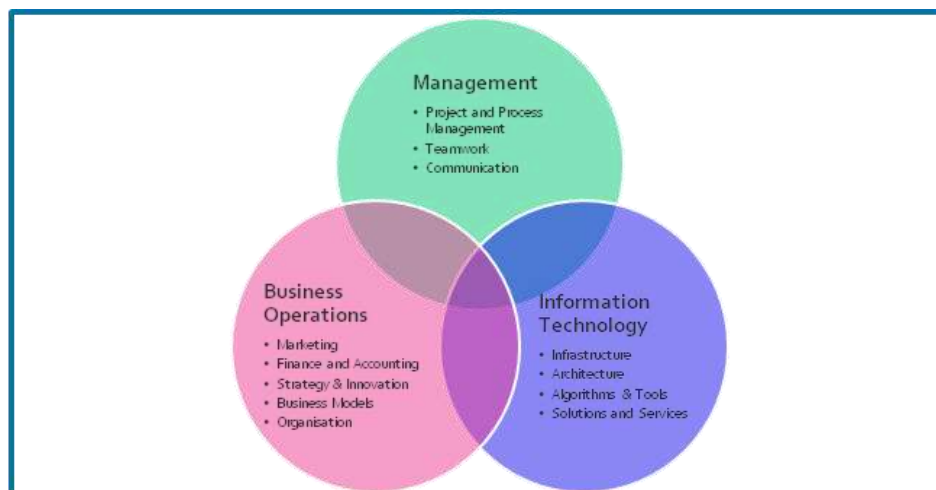 Management
• Project and Process
Management
• Teamwork
• Communication
Business
Operations
• Marketing
• Finance and Accounting
• Strategy & Innovation
• Business Models
• Organisation
Information
Technology
• Infrastructure
• Architecture
• Algorithms & Tools
• Solutions and Services